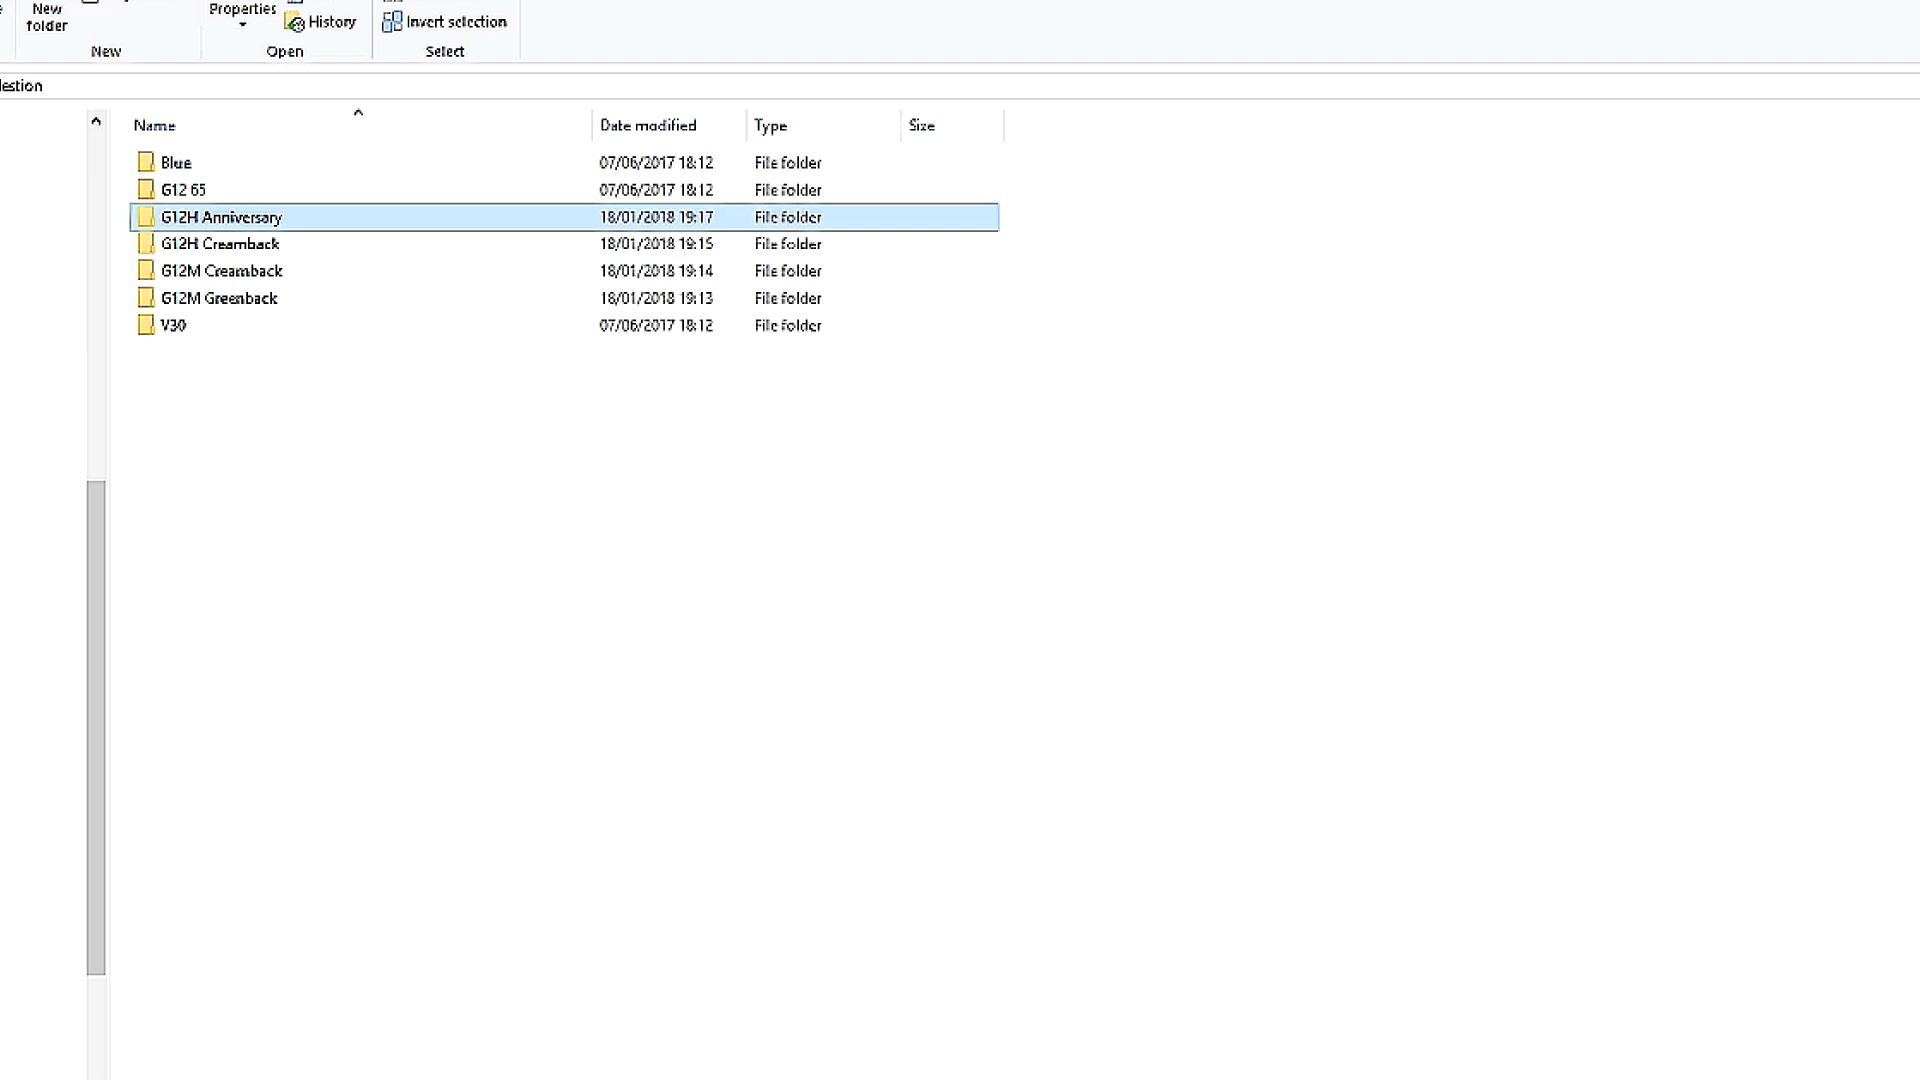 New
folder
Properties
History
Invert selection
New
Open
Select
lestion
Name
Date modified
Type
Size
Blue 07/06/2017 18:12 File folder
G12 65 07/06/2017 18:12 File folder
G12H Anniversary 18/01/2018 19:17 File folder
G12H Creamback 18/01/2018 19:15 File folder
G12M Creamback 18/01/2018 19:14 File folder
G12M Greenback 18/01/2018 19:13 File folder
V30 07/06/2017 18:12 File folder